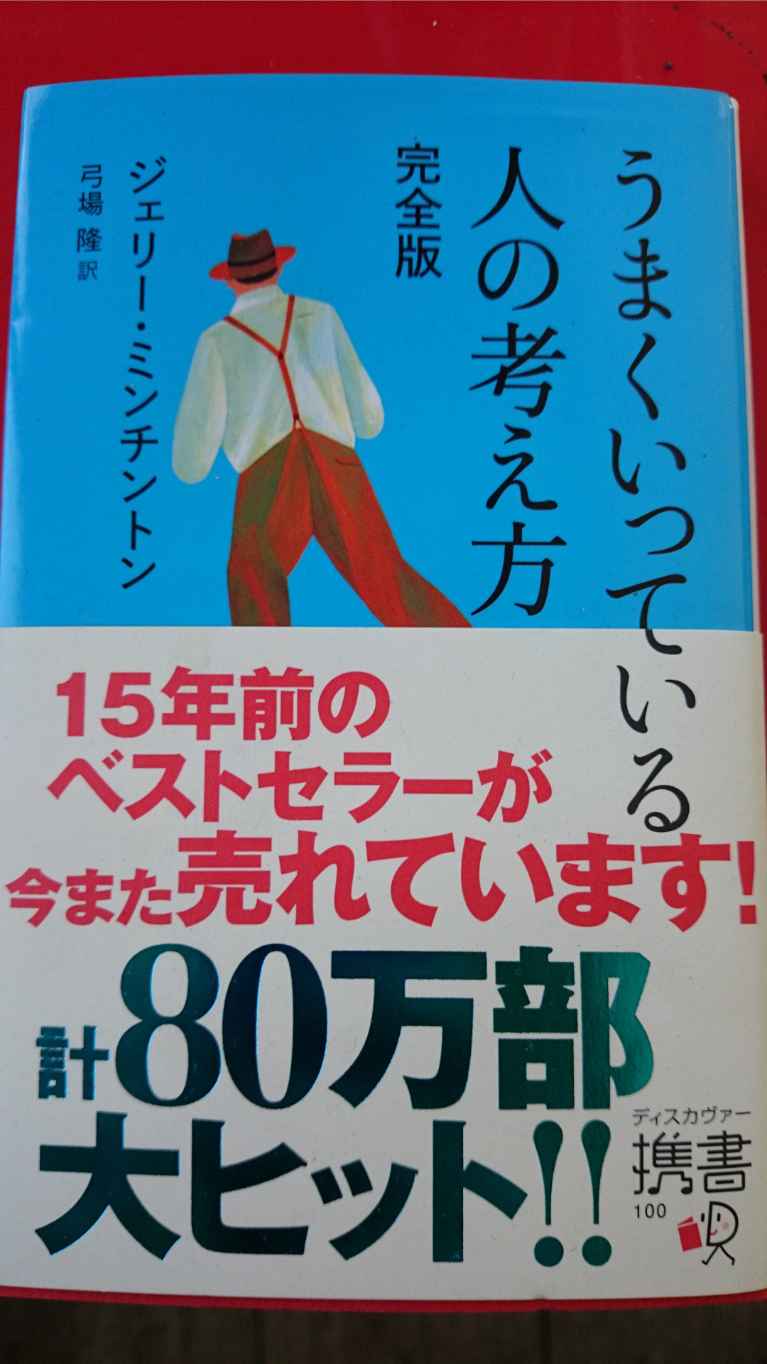 うまくいっている
人の考え方
完全版
ジェリー・ミンチントン
弓場 隆 訳
15年前の
ベストセラーが
今また売れています!
計80万部
大ヒット!!
ディスカヴァー
携書
100